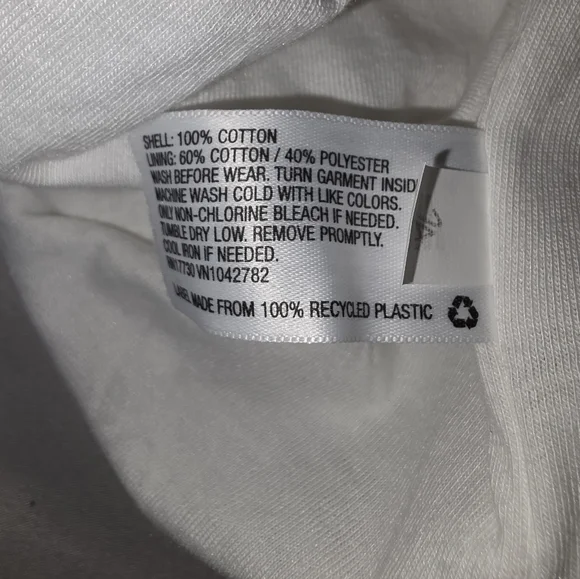 SHELL: 100% COTTON
LINING: 60% COTTON / 40% POLYESTER
WASH BEFORE WEAR. TURN GARMENT INSID
MACHINE WASH COLD WITH LIKE COLORS.
ONLY NON-CHLORINE BLEACH IF NEEDED.
TUMBLE DRY LOW. REMOVE PROMPTLY.
COOL IRON IF NEEDED.
RN17730 VN1042782
LABEL MADE FROM 100% RECYCLED PLASTIC